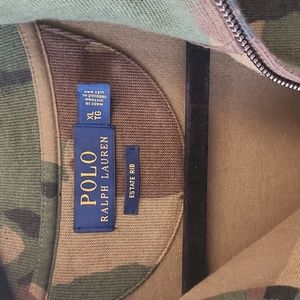 POLO
RALPH LAUREN
XL
TG
ESTATE RIB